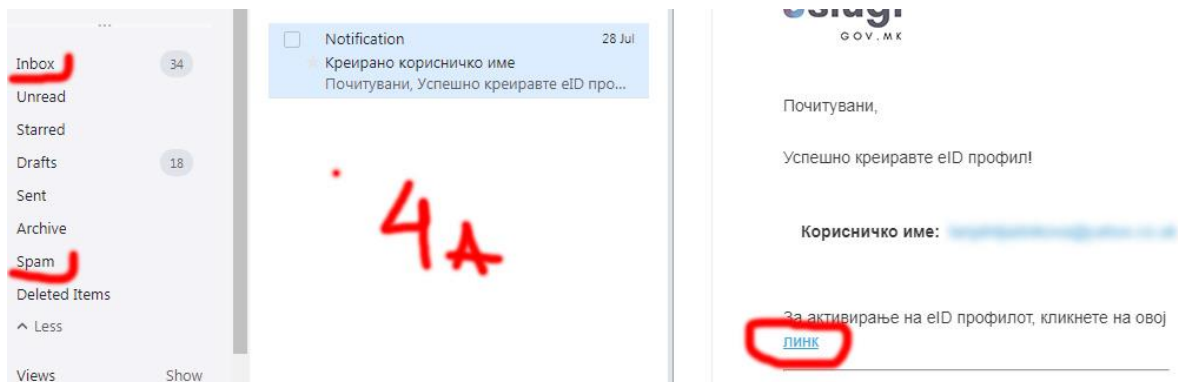 ...
Inbox 34
Unread
Starred
Drafts 18
Sent
Archive
Spam
Deleted Items
Less
Views Show
Notification 28 Jul
Креирано корисничко име
Почитувани, Успешно креиравте eID про...
4A
uslugi
GOV.MK
Почитувани,
Успешно креиравте eID профил!
Корисничко име:
За активирање на eID профилот, кликнете на овој
линк